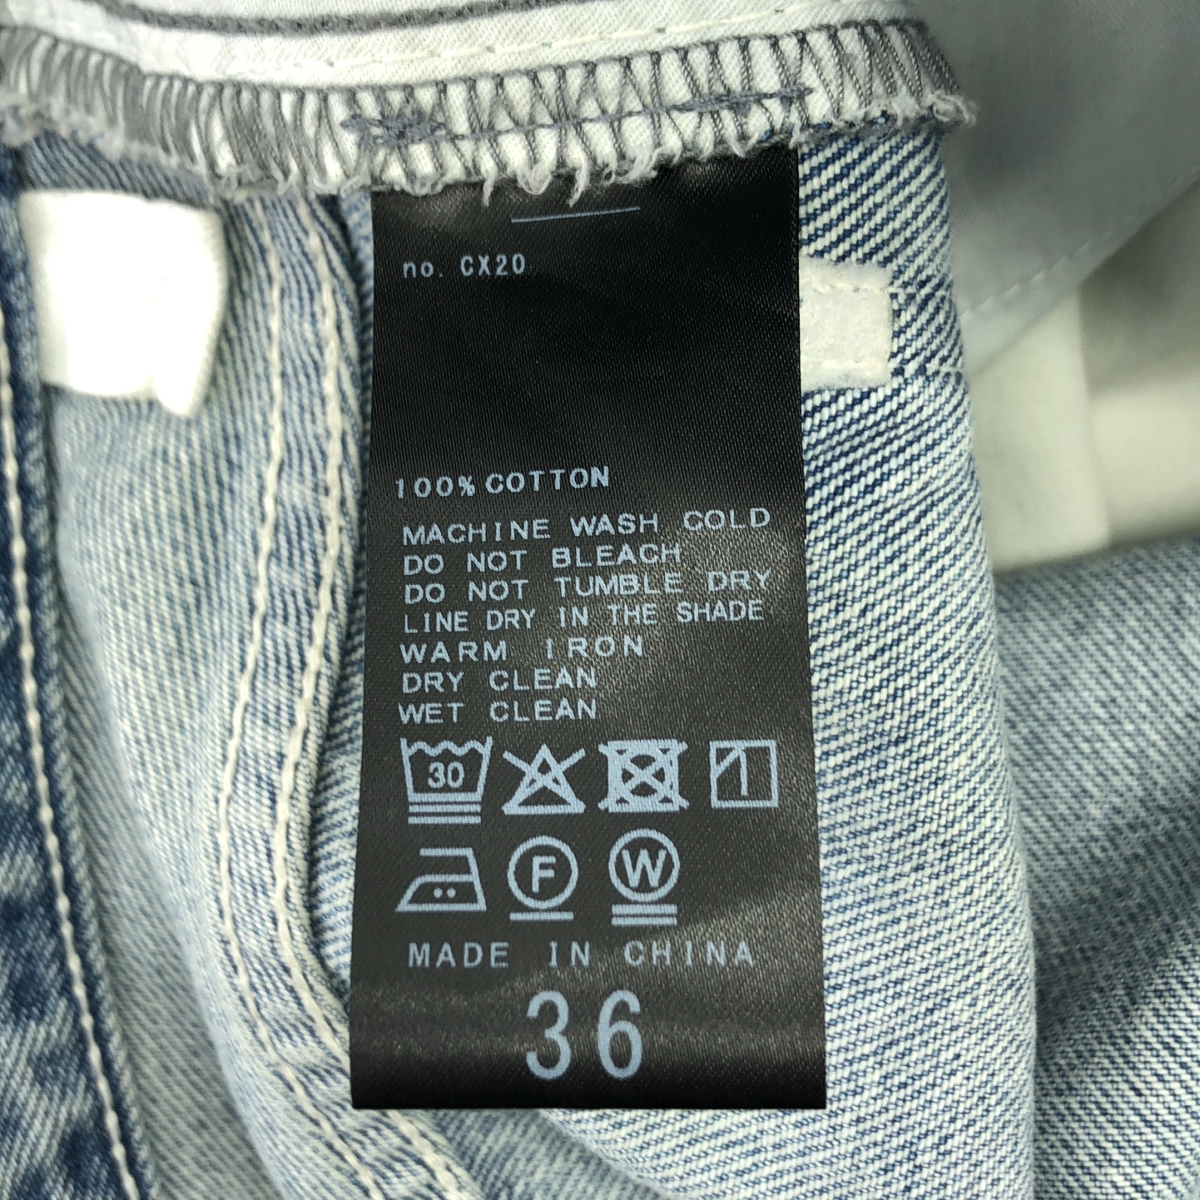 no. CX20
100% COTTON
MACHINE WASH COLD
DO NOT BLEACH
DO NOT TUMBLE DRY
LINE DRY IN THE SHADE
WARM IRON
DRY CLEAN
WET CLEAN
30
F W
MADE IN CHINA
36